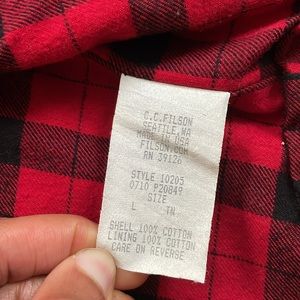 C.C.FILSON
SEATTLE,WA
MADE IN USA
FILSON.COM
RN 39126
STYLE 10205
0710 P20849
SIZE
L TN
SHELL 100% COTTON
LINING 100% COTTON
CARE ON REVERSE